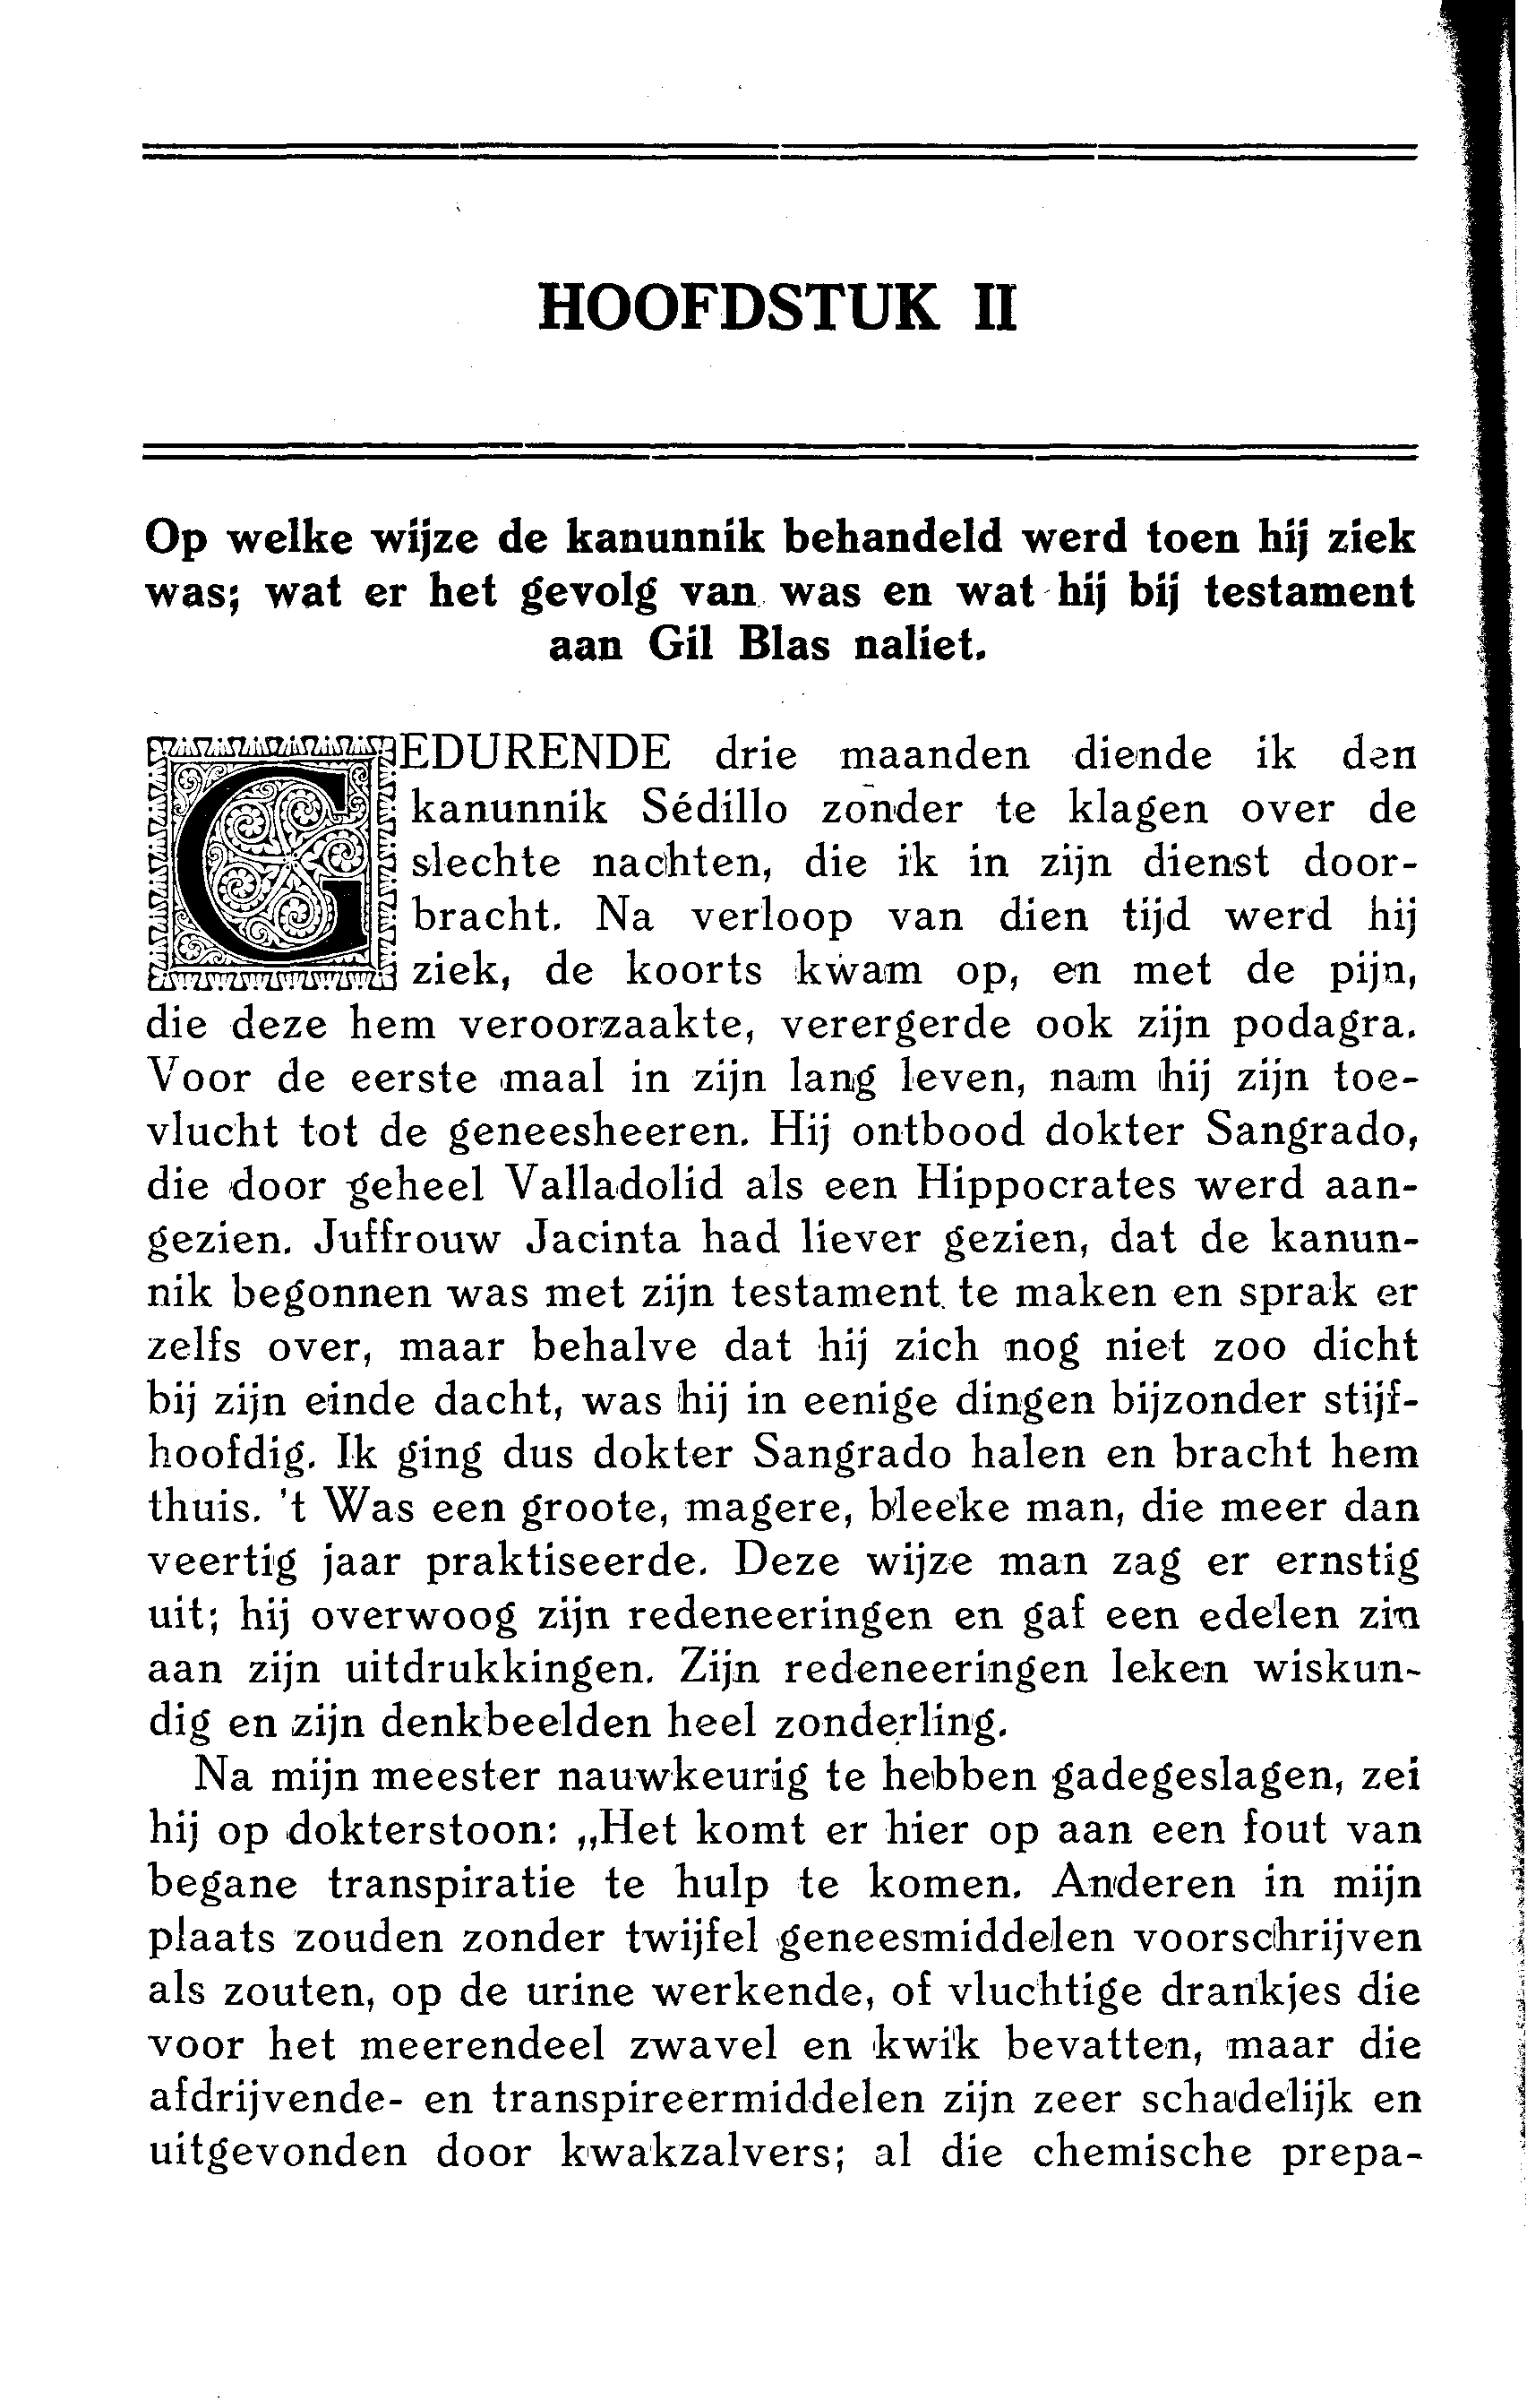 HOOFDSTUK II
Op welke wijze de kanunnik behandeld werd toen hij ziek
was; wat er het gevolg van was en wat hij bij testament
aan Gil Blas naliet.
GEDURENDE drie maanden diende ik den
kanunnik Sédillo zonder te klagen over de
slechte nachten, die ik in zijn dienst door-
bracht. Na verloop van dien tijd werd hij
ziek, de koorts kwam op, en met de pijn,
die deze hem veroorzaakte, verergerde ook zijn podagra.
Voor de eerste maal in zijn lang leven, nam hij zijn toe-
vlucht tot de geneesheeren. Hij ontbood dokter Sangrado,
die door geheel Valladolid als een Hippocrates werd aan-
gezien. Juffrouw Jacinta had liever gezien, dat de kanun-
nik begonnen was met zijn testament te maken en sprak er
zelfs over, maar behalve dat hij zich nog niet zoo dicht
bij zijn einde dacht, was hij in eenige dingen bijzonder stijf-
hoofdig. Ik ging dus dokter Sangrado halen en bracht hem
thuis. 't Was een groote, magere, bleeke man, die meer dan
veertig jaar praktiseerde. Deze wijze man zag er ernstig
uit; hij overwoog zijn redeneeringen en gaf een edelen zin
aan zijn uitdrukkingen. Zijn redeneeringen leken wiskun-
dig en zijn denkbeelden heel zonderling.
Na mijn meester nauwkeurig te hebben gadegeslagen, zei
hij op dokterstoon: „Het komt er hier op aan een fout van
begane transpiratie te hulp te komen. Anderen in mijn
plaats zouden zonder twijfel geneesmiddelen voorschrijven
als zouten, op de urine werkende, of vluchtige drankjes die
voor het meerendeel zwavel en kwik bevatten, maar die
afdrijvende- en transpireermiddelen zijn zeer schadelijk en
uitgevonden door kwakzalvers; al die chemische prepa-